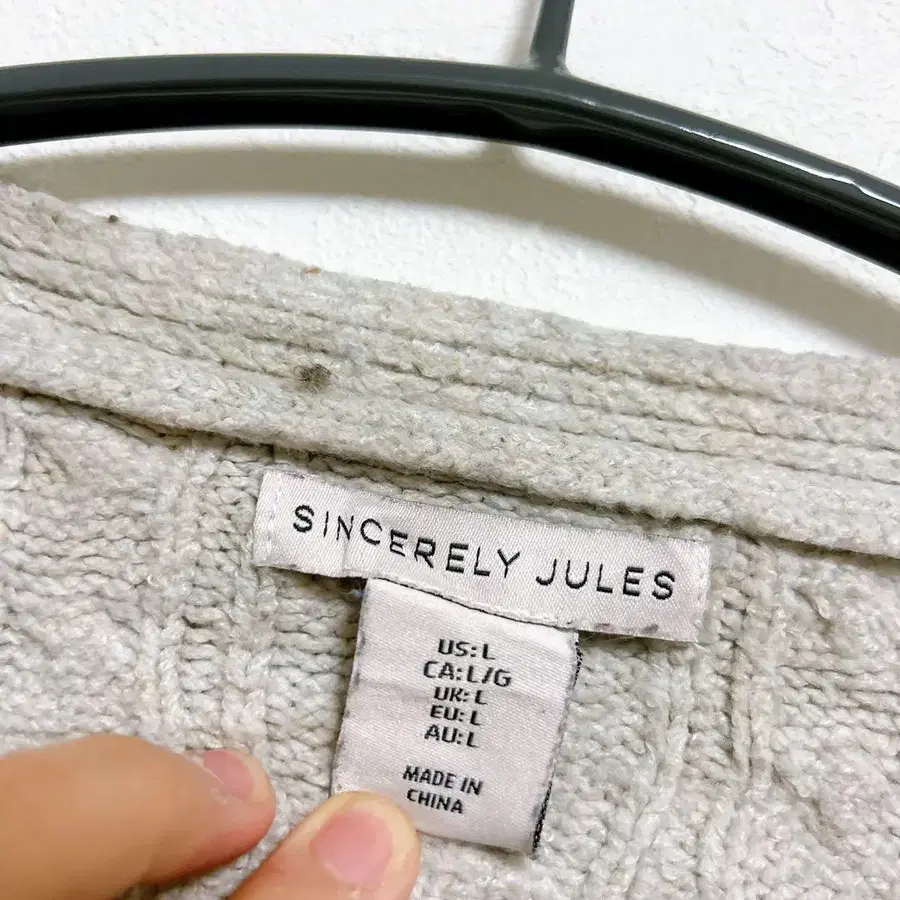 SINCERELY JULES
US: L
CA: L/G
UK: L
EU: L
AU: L
MADE IN
CHINA